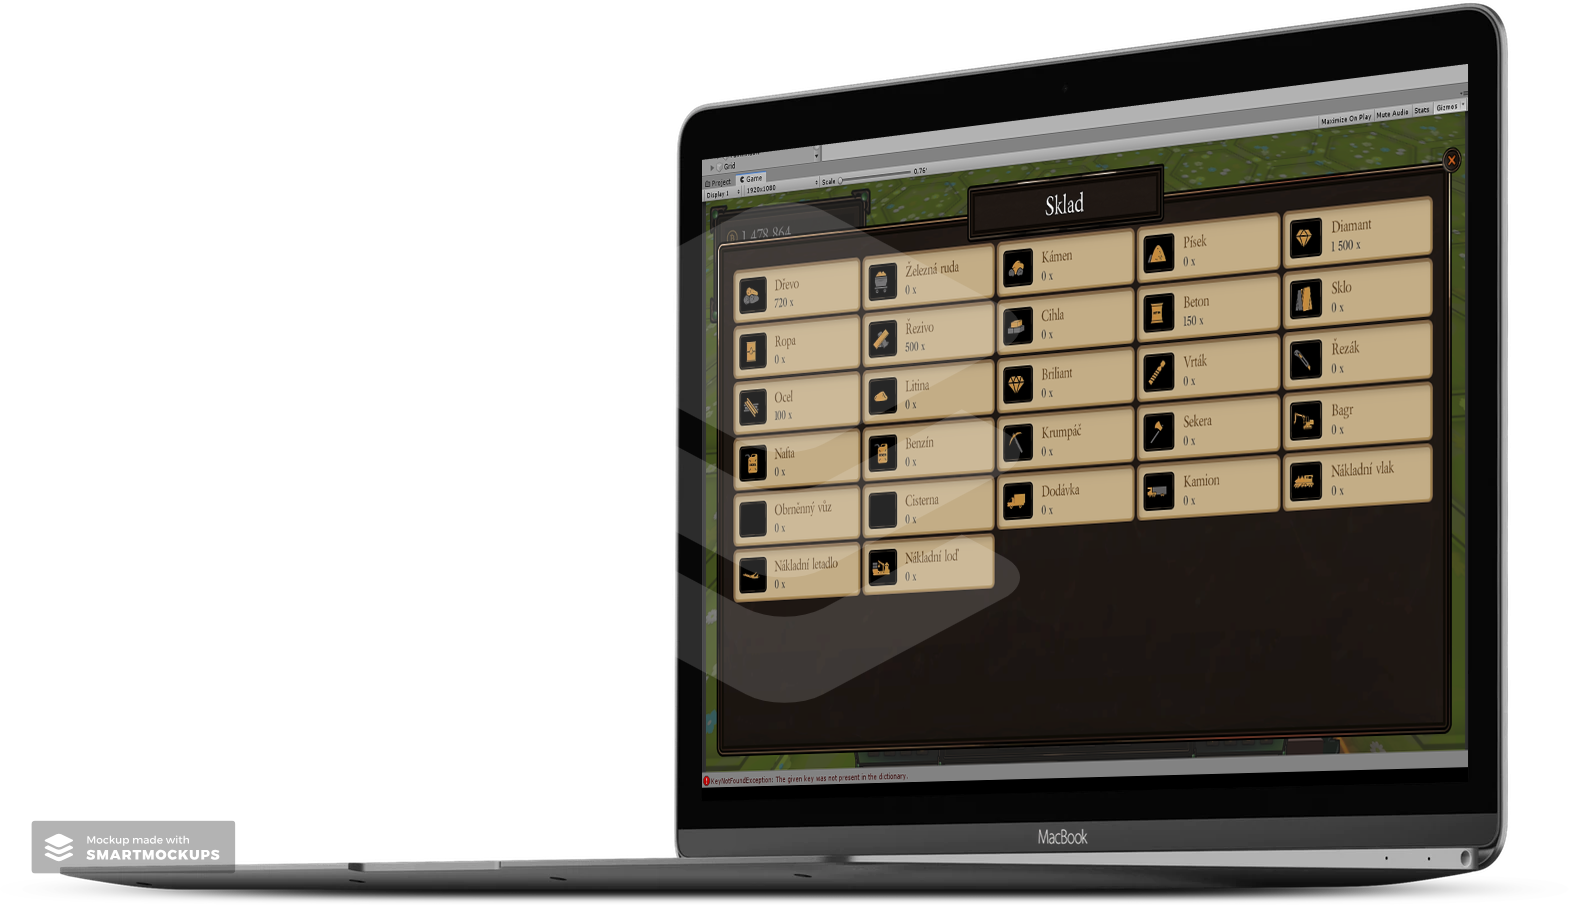 Grid
Project
Game
Display 1
1920x1080
Scale
0.76
Maximize On Play
Mute Audio
Stats
Gizmos
1 478 864
Sklad
Dřevo
720 x
Železná ruda
0 x
Kámen
0 x
Písek
0 x
Diamant
1 500 x
Ropa
0 x
Řezivo
500 x
Cihla
0 x
Beton
150 x
Sklo
0 x
Ocel
100 x
Litina
0 x
Briliant
0 x
Vrták
0 x
Řezák
0 x
Nafta
0 x
Benzín
0 x
Krumpáč
0 x
Sekera
0 x
Bagr
0 x
Obrněnný vůz
0 x
Cisterna
0 x
Dodávka
0 x
Kamion
0 x
Nákladní vlak
0 x
Nákladní letadlo
0 x
Nákladní loď
0 x
KeyNotFoundException: The given key was not present in the dictionary.
MacBook
Mockup made with
SMARTMOCKUPS